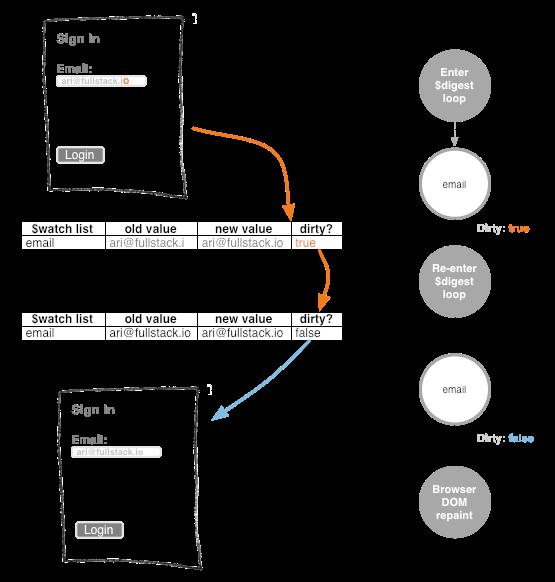 Sign in
Email:
ari@fullstack.io
Login
$watch list old value new value dirty?
email ari@fullstack.i ari@fullstack.io true
$watch list old value new value dirty?
email ari@fullstack.io ari@fullstack.io false
Sign in
Email:
ari@fullstack.io
Login
Enter
$digest
loop
email
Dirty: true
Re-enter
$digest
loop
email
Dirty: false
Browser
DOM
repaint